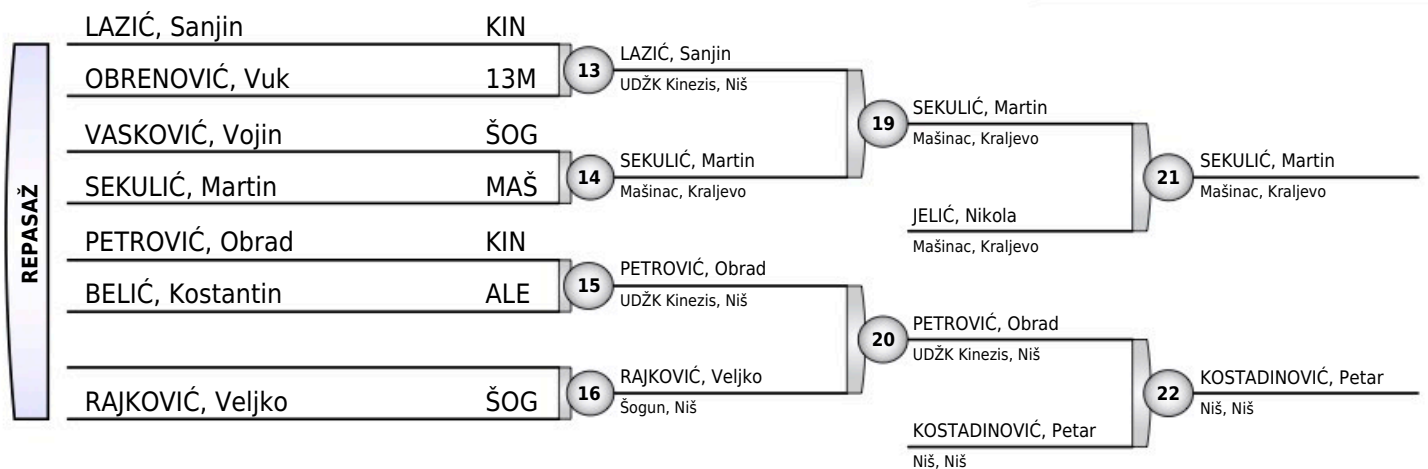 REPASAŽ
LAZIĆ, Sanjin KIN
OBRENOVIĆ, Vuk 13M
VASKOVIĆ, Vojin ŠOG
SEKULIĆ, Martin MAŠ
PETROVIĆ, Obrad KIN
BELIĆ, Kostantin ALE
RAJKOVIĆ, Veljko ŠOG
13
LAZIĆ, Sanjin
UDŽK Kinezis, Niš
14
SEKULIĆ, Martin
Mašinac, Kraljevo
15
PETROVIĆ, Obrad
UDŽK Kinezis, Niš
16
RAJKOVIĆ, Veljko
Šogun, Niš
19
SEKULIĆ, Martin
Mašinac, Kraljevo
JELIĆ, Nikola
Mašinac, Kraljevo
20
PETROVIĆ, Obrad
UDŽK Kinezis, Niš
KOSTADINOVIĆ, Petar
Niš, Niš
21
SEKULIĆ, Martin
Mašinac, Kraljevo
22
KOSTADINOVIĆ, Petar
Niš, Niš